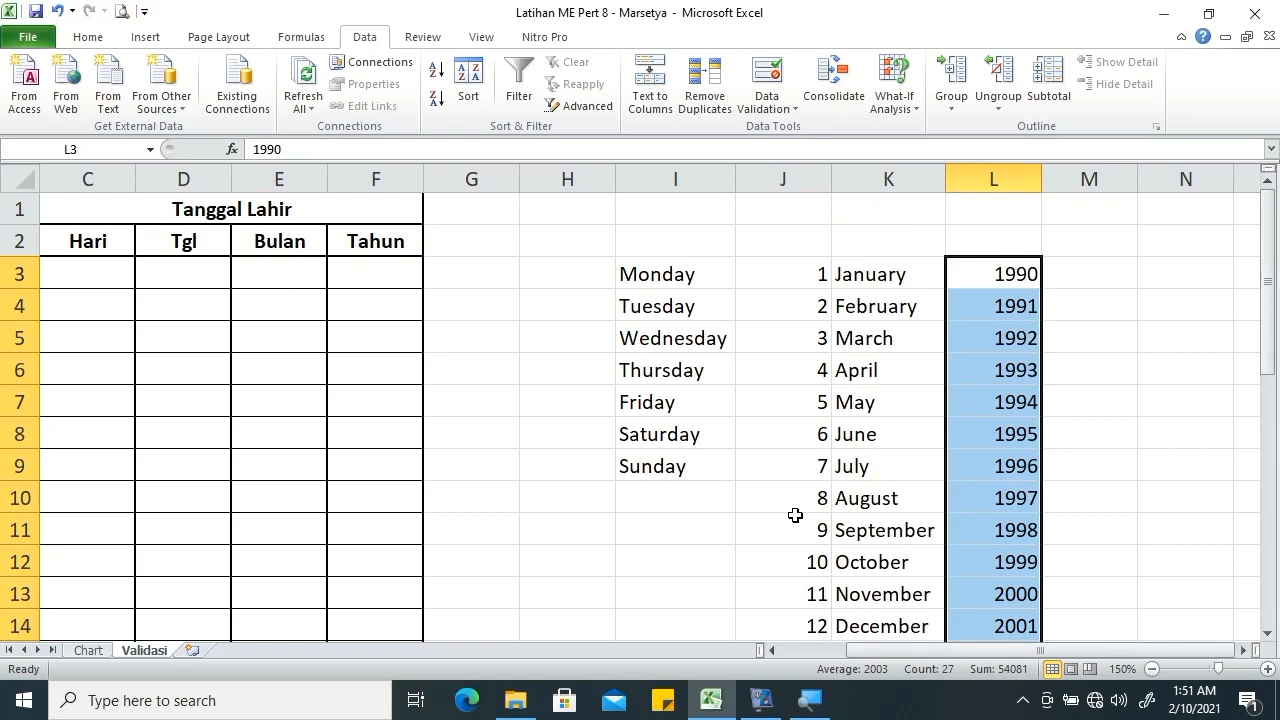 Latihan ME Pert 8 - Marsetya - Microsoft Excel
File Home Insert Page Layout Formulas Data Review View Nitro Pro
From Access
From Web
From Text
From Other Sources
Existing Connections
Get External Data
Refresh All
Connections
Properties
Edit Links
Connections
Sort
Filter
Clear
Reapply
Advanced
Sort & Filter
Text to Columns
Remove Duplicates
Data Validation
Consolidate
What-If Analysis
Data Tools
Group
Ungroup
Subtotal
Show Detail
Hide Detail
Outline
L3 fx 1990
C D E F G H I J K L M N
1 Tanggal Lahir
2 Hari Tgl Bulan Tahun
3 Monday 1 January 1990
4 Tuesday 2 February 1991
5 Wednesday 3 March 1992
6 Thursday 4 April 1993
7 Friday 5 May 1994
8 Saturday 6 June 1995
9 Sunday 7 July 1996
10 8 August 1997
11 9 September 1998
12 10 October 1999
13 11 November 2000
14 12 December 2001
Chart Validasi
Ready Average: 2003 Count: 27 Sum: 54081 150%
Type here to search
1:51 AM
2/10/2021
1